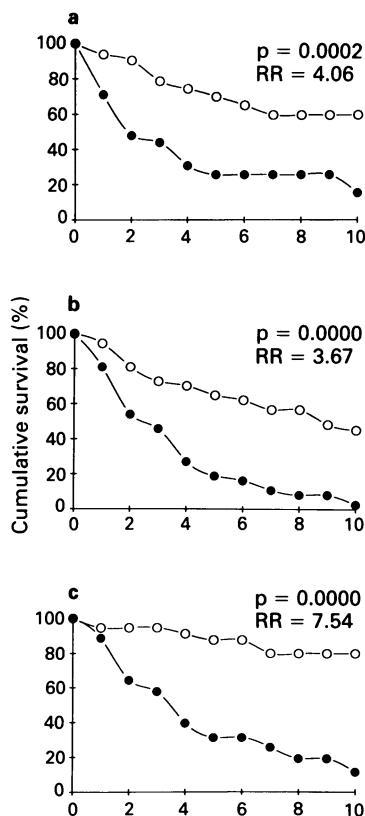 a
p = 0.0002
RR = 4.06
100
80
60
40
20
0
0 2 4 6 8 10
Cumulative survival (%)
b
p = 0.0000
RR = 3.67
100
80
60
40
20
0
0 2 4 6 8 10
c
p = 0.0000
RR = 7.54
100
80
60
40
20
0
0 2 4 6 8 10